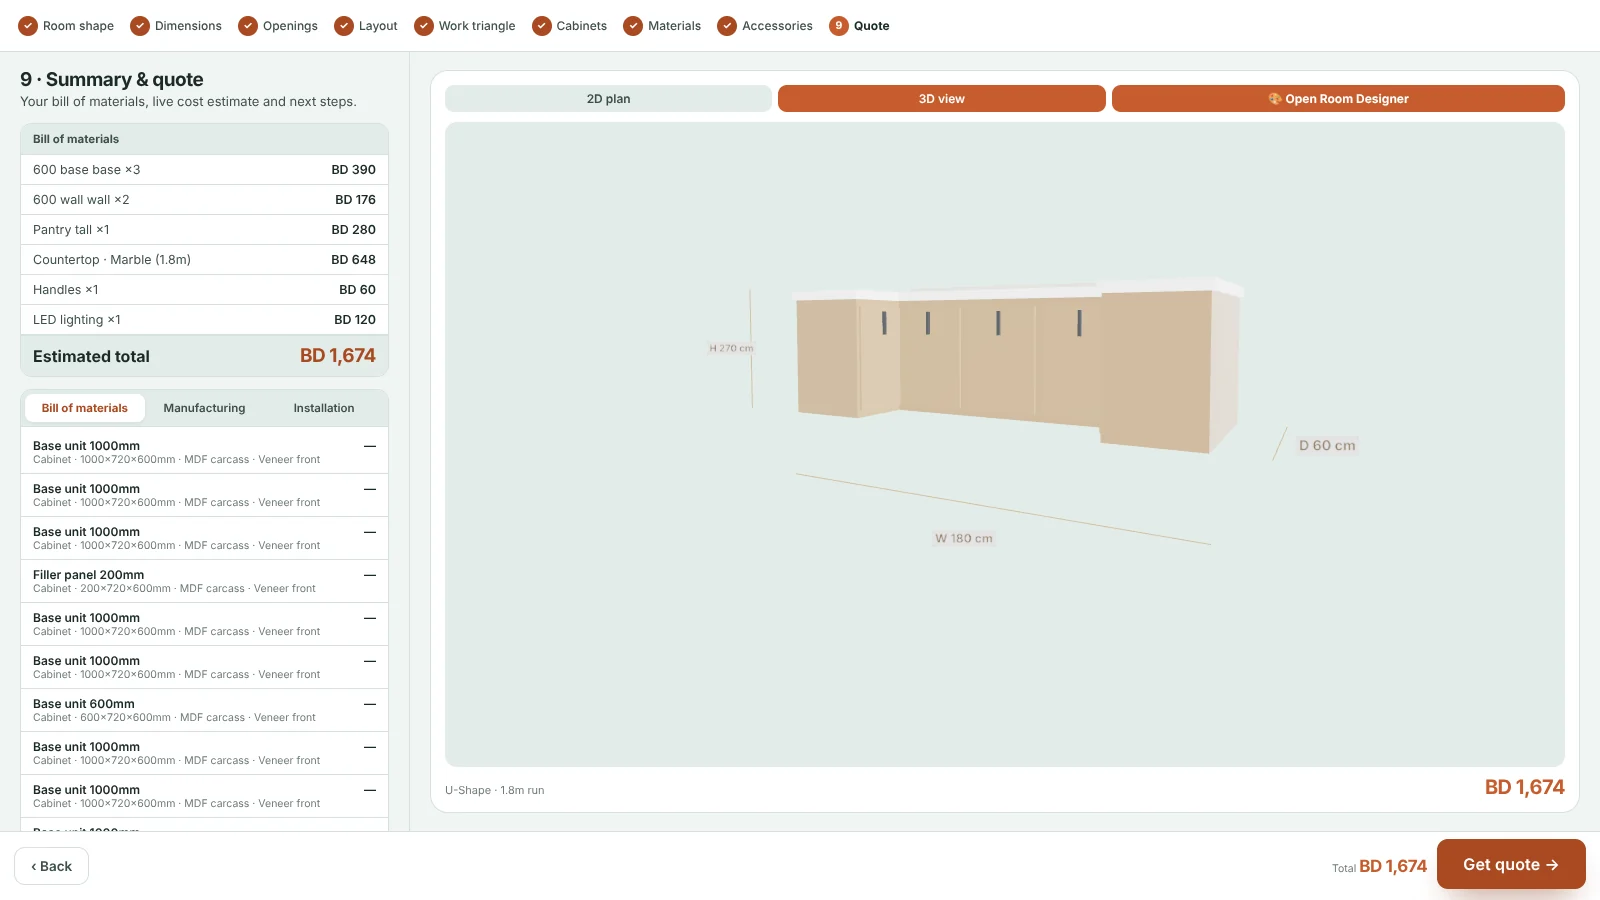 Room shape
Dimensions
Openings
Layout
Work triangle
Cabinets
Materials
Accessories
9 Quote
9 · Summary & quote
Your bill of materials, live cost estimate and next steps.
Bill of materials
600 base base ×3 BD 390
600 wall wall ×2 BD 176
Pantry tall ×1 BD 280
Countertop · Marble (1.8m) BD 648
Handles ×1 BD 60
LED lighting ×1 BD 120
Estimated total BD 1,674
Bill of materials Manufacturing Installation
Base unit 1000mm —
Cabinet · 1000×720×600mm · MDF carcass · Veneer front
Base unit 1000mm —
Cabinet · 1000×720×600mm · MDF carcass · Veneer front
Base unit 1000mm —
Cabinet · 1000×720×600mm · MDF carcass · Veneer front
Filler panel 200mm —
Cabinet · 200×720×600mm · MDF carcass · Veneer front
Base unit 1000mm —
Cabinet · 1000×720×600mm · MDF carcass · Veneer front
Base unit 1000mm —
Cabinet · 1000×720×600mm · MDF carcass · Veneer front
Base unit 600mm —
Cabinet · 600×720×600mm · MDF carcass · Veneer front
Base unit 1000mm —
Cabinet · 1000×720×600mm · MDF carcass · Veneer front
Base unit 1000mm —
Cabinet · 1000×720×600mm · MDF carcass · Veneer front
2D plan
3D view
🎨 Open Room Designer
H 270 cm
D 60 cm
W 180 cm
U-Shape · 1.8m run
BD 1,674
‹ Back
Total BD 1,674
Get quote →